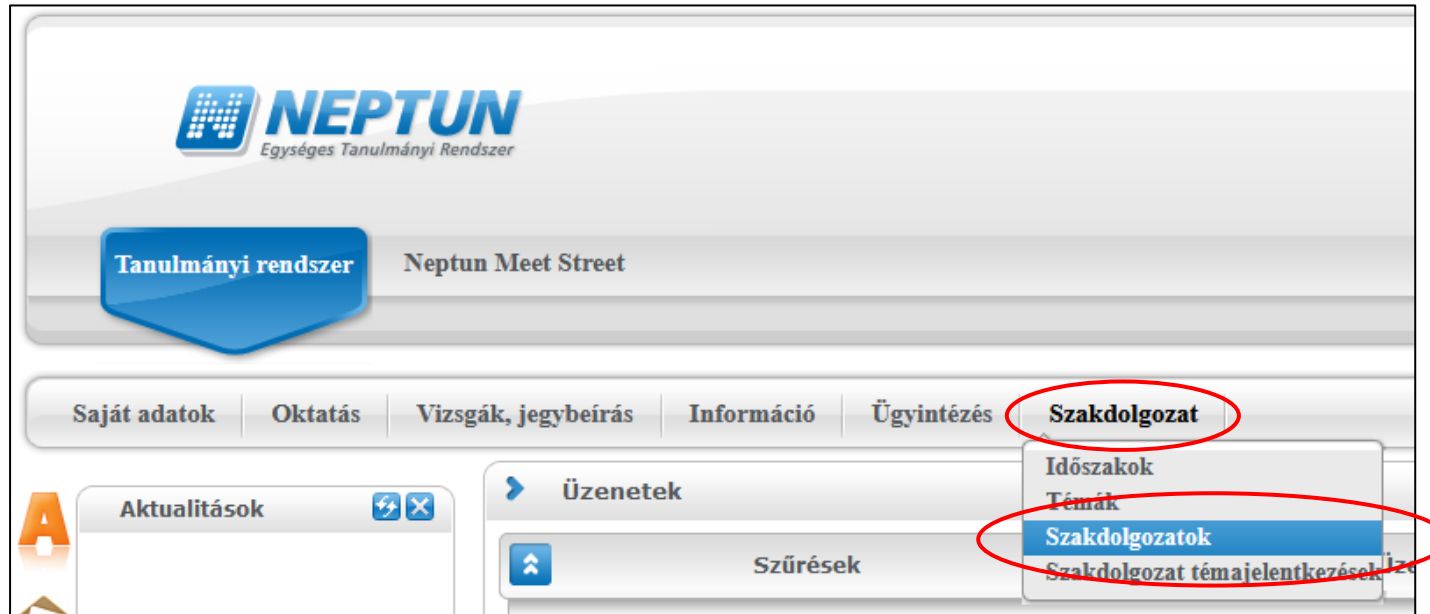 NEPTUN
Egységes Tanulmányi Rendszer
Tanulmányi rendszer
Neptun Meet Street
Saját adatok
Oktatás
Vizsgák, jegybeírás
Információ
Ügyintézés
Szakdolgozat
Időszakok
Témák
Szakdolgozatok
Szakdolgozat témajelentkezések
Aktualitások
Üzenetek
Szűrések